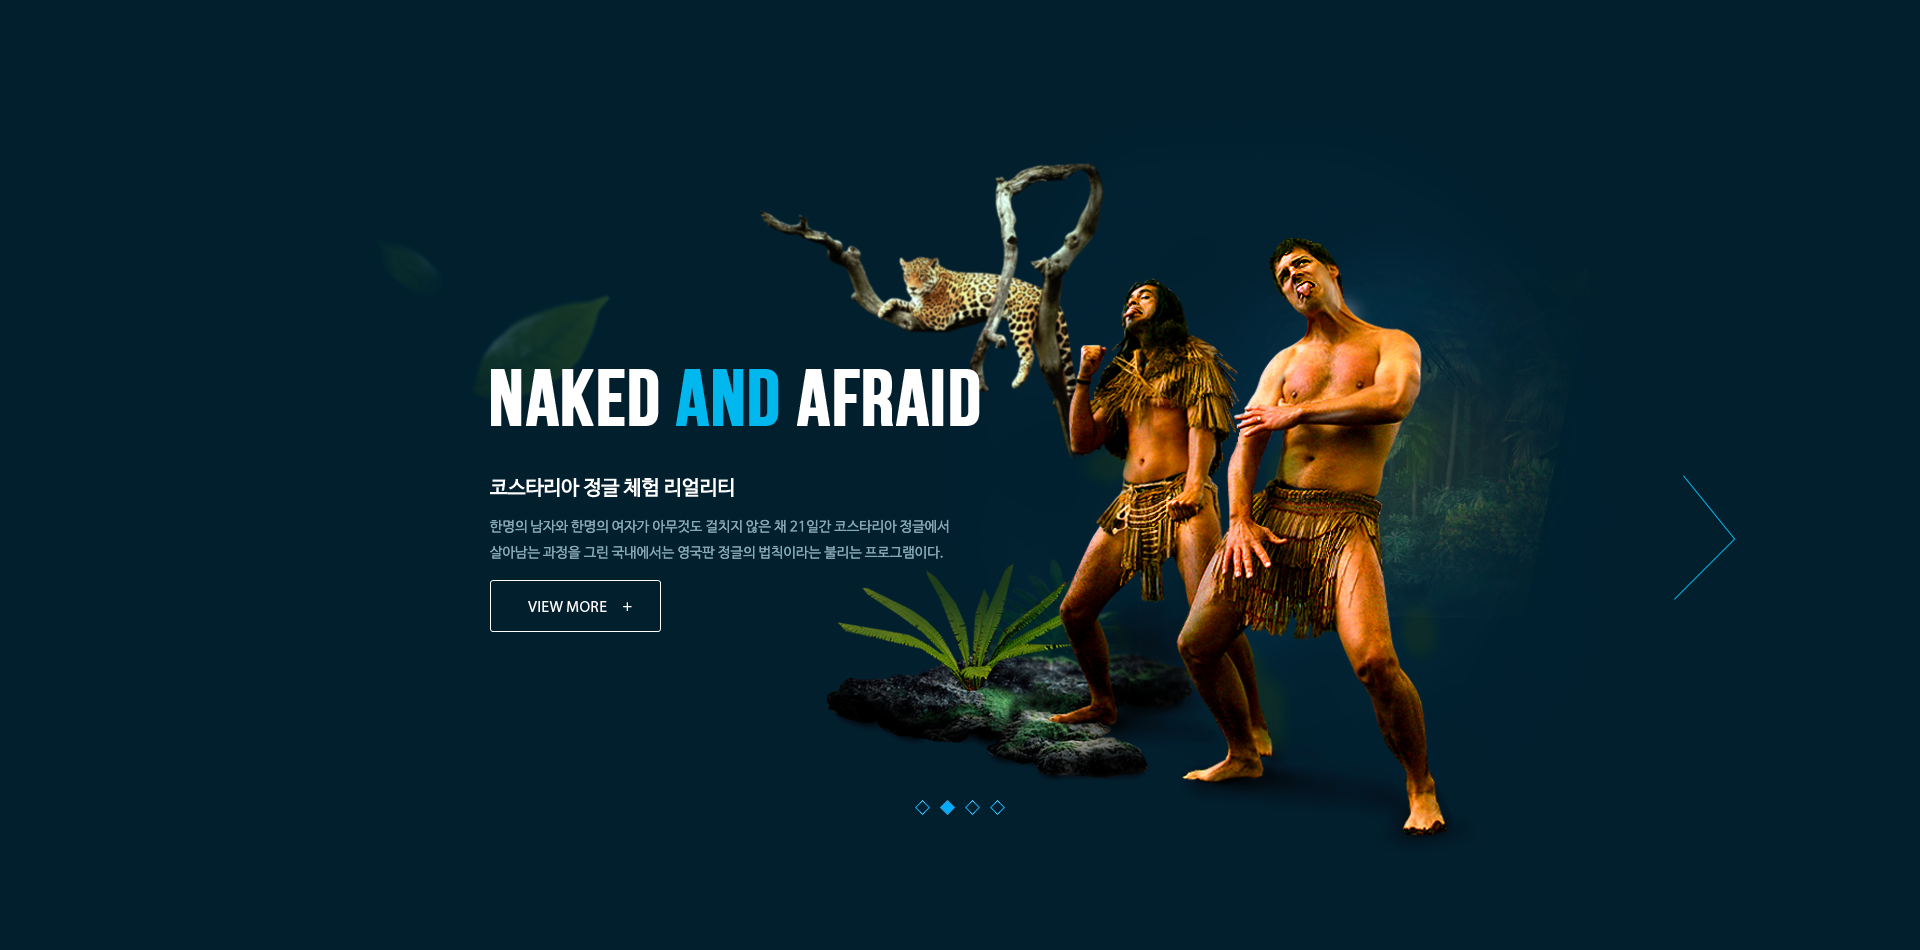 NAKED AND AFRAID
코스타리아 정글 체험 리얼리티
한명의 남자와 한명의 여자가 아무것도 걸치지 않은 채 21일간 코스타리아 정글에서
살아남는 과정을 그린 국내에서는 영국판 정글의 법칙이라는 불리는 프로그램이다.
VIEW MORE +